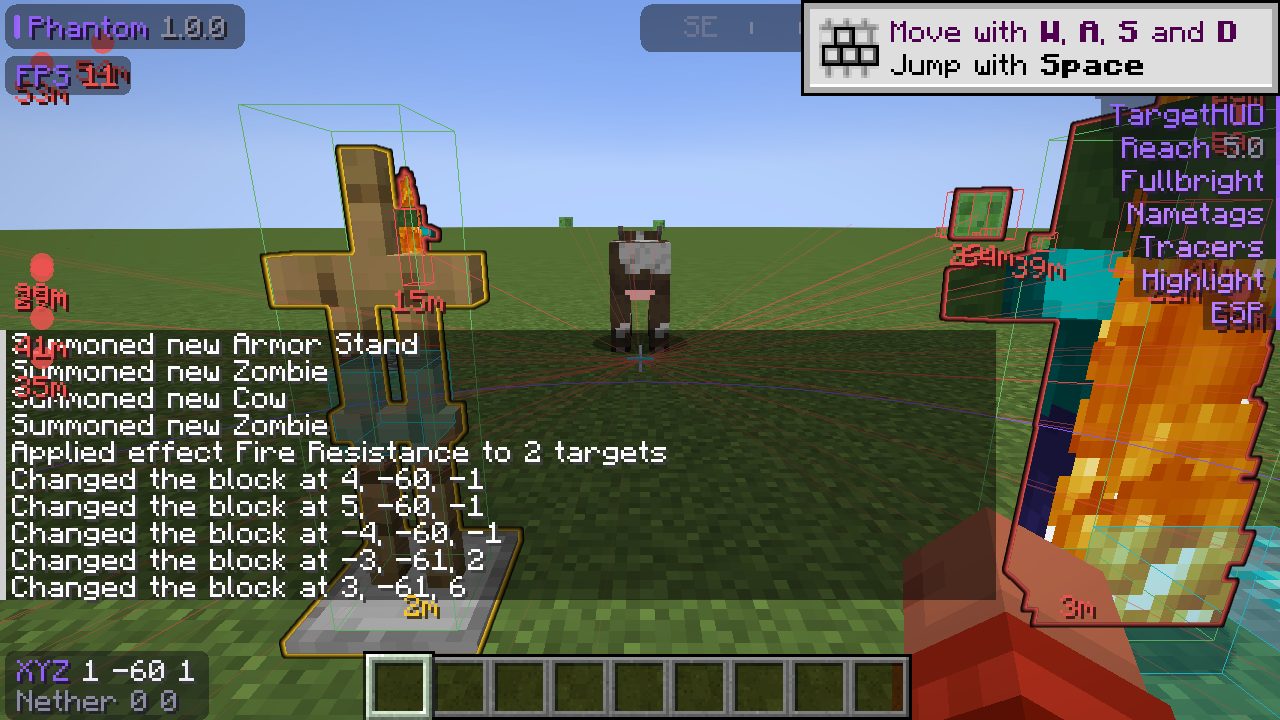 Phantom 1.0.0
SE
Move with W, A, S and D
Jump with Space
FPS 11
53m
TargetHUD
Reach 5.0
Fullbright
Nametags
Tracers
Highlight
ESP
39m
15m
Summoned new Armor Stand
Summoned new Zombie
Summoned new Cow
Summoned new Zombie
Applied effect Fire Resistance to 2 targets
Changed the block at 4, -60, -1
Changed the block at 5, -60, -1
Changed the block at -4, -60, -1
Changed the block at -3, -61, 2
Changed the block at 3, -61, 6
41m
35m
2m
3m
XYZ 1 -60 1
Nether 0 0